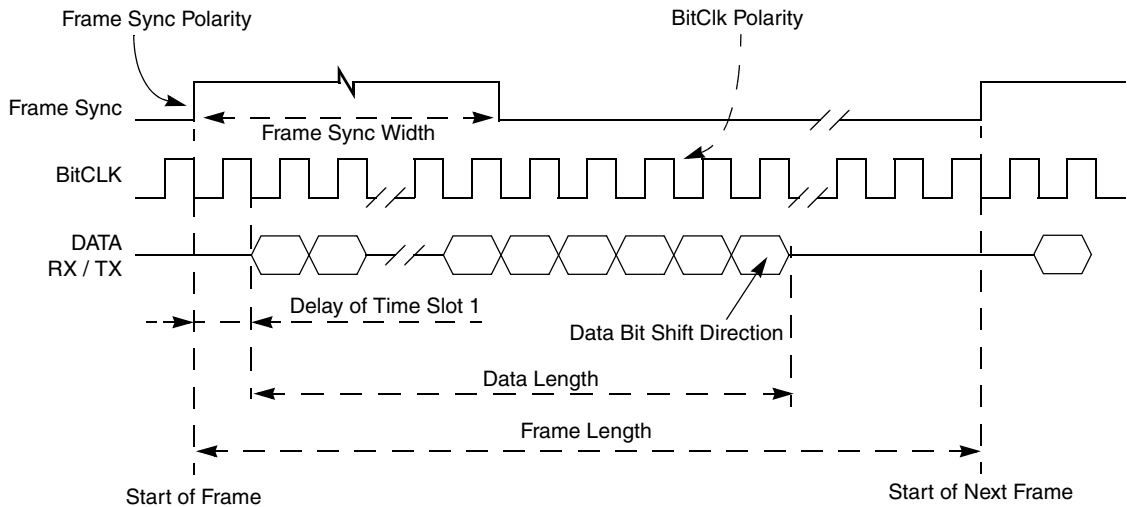 Frame Sync Polarity
BitClk Polarity
Frame Sync
Frame Sync Width
BitCLK
DATA
RX / TX
Delay of Time Slot 1
Data Bit Shift Direction
Data Length
Frame Length
Start of Frame
Start of Next Frame